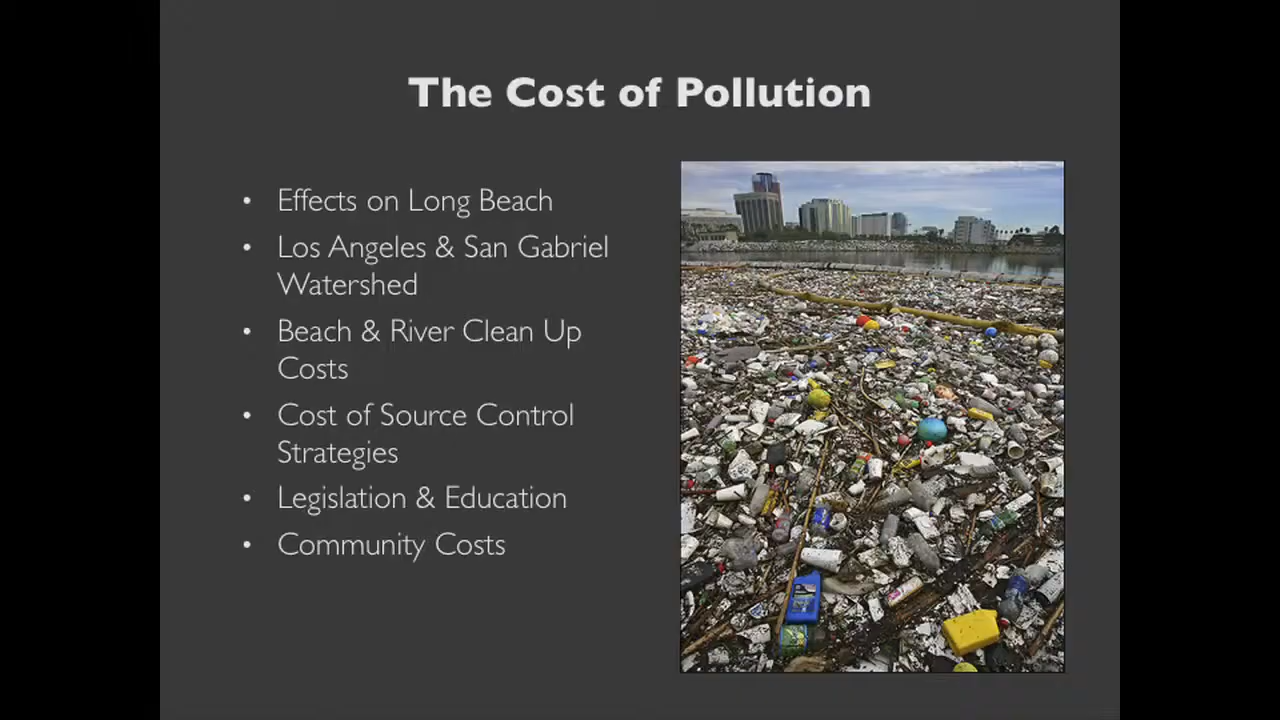 The Cost of Pollution
• Effects on Long Beach
• Los Angeles & San Gabriel
Watershed
• Beach & River Clean Up
Costs
• Cost of Source Control
Strategies
• Legislation & Education
• Community Costs